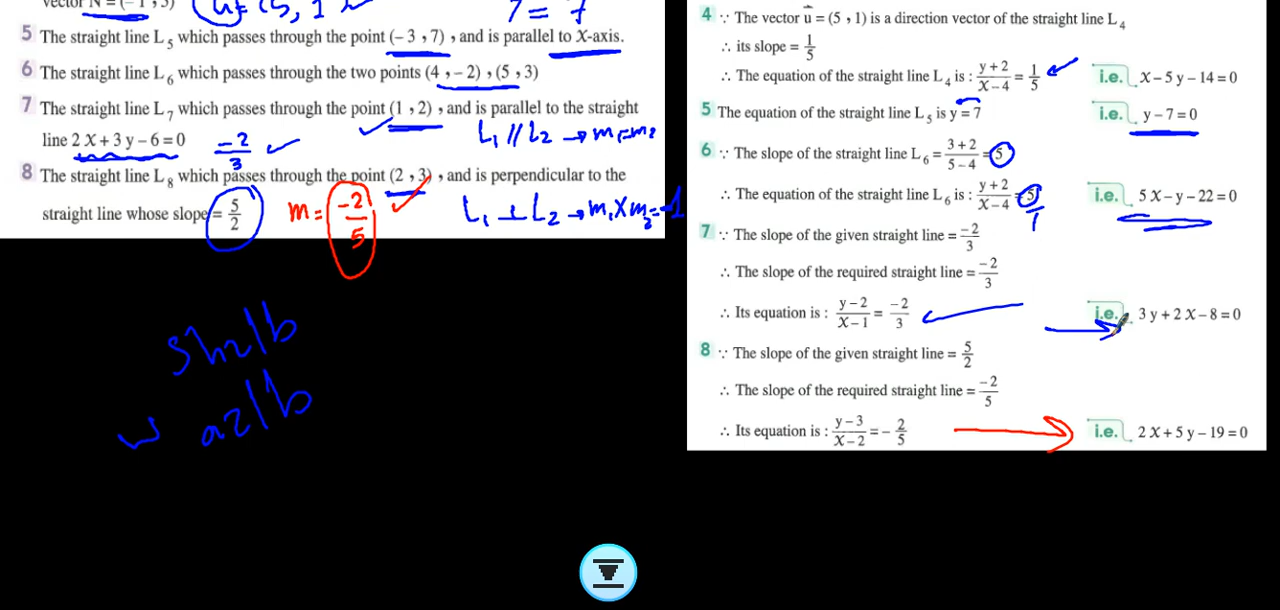 vector N = (−1 , 3)
7 = 7
5 The straight line L₅ which passes through the point (−3 , 7) , and is parallel to X-axis.
6 The straight line L₆ which passes through the two points (4 , −2) , (5 , 3)
7 The straight line L₇ which passes through the point (1 , 2) , and is parallel to the straight
line 2 X + 3 y − 6 = 0
−2/3
L₁ // L₂ → m₁=m₂
8 The straight line L₈ which passes through the point (2 , 3) , and is perpendicular to the
straight line whose slope = 5/2
m = −2/5
L₁ ⊥ L₂ → m₁ × m₂ = −1
4 ∵ The vector u⃗ = (5 , 1) is a direction vector of the straight line L₄
∴ its slope = 1/5
∴ The equation of the straight line L₄ is : (y+2)/(X−4) = 1/5 i.e. X − 5 y − 14 = 0
5 The equation of the straight line L₅ is y = 7 i.e. y − 7 = 0
6 ∵ The slope of the straight line L₆ = (3+2)/(5−4) = 5
∴ The equation of the straight line L₆ is : (y+2)/(X−4) = 5/1 i.e. 5 X − y − 22 = 0
7 ∵ The slope of the given straight line = −2/3
∴ The slope of the required straight line = −2/3
∴ Its equation is : (y−2)/(X−1) = −2/3 i.e. 3 y + 2 X − 8 = 0
8 ∵ The slope of the given straight line = 5/2
∴ The slope of the required straight line = −2/5
∴ Its equation is : (y−3)/(X−2) = − 2/5 i.e. 2 X + 5 y − 19 = 0